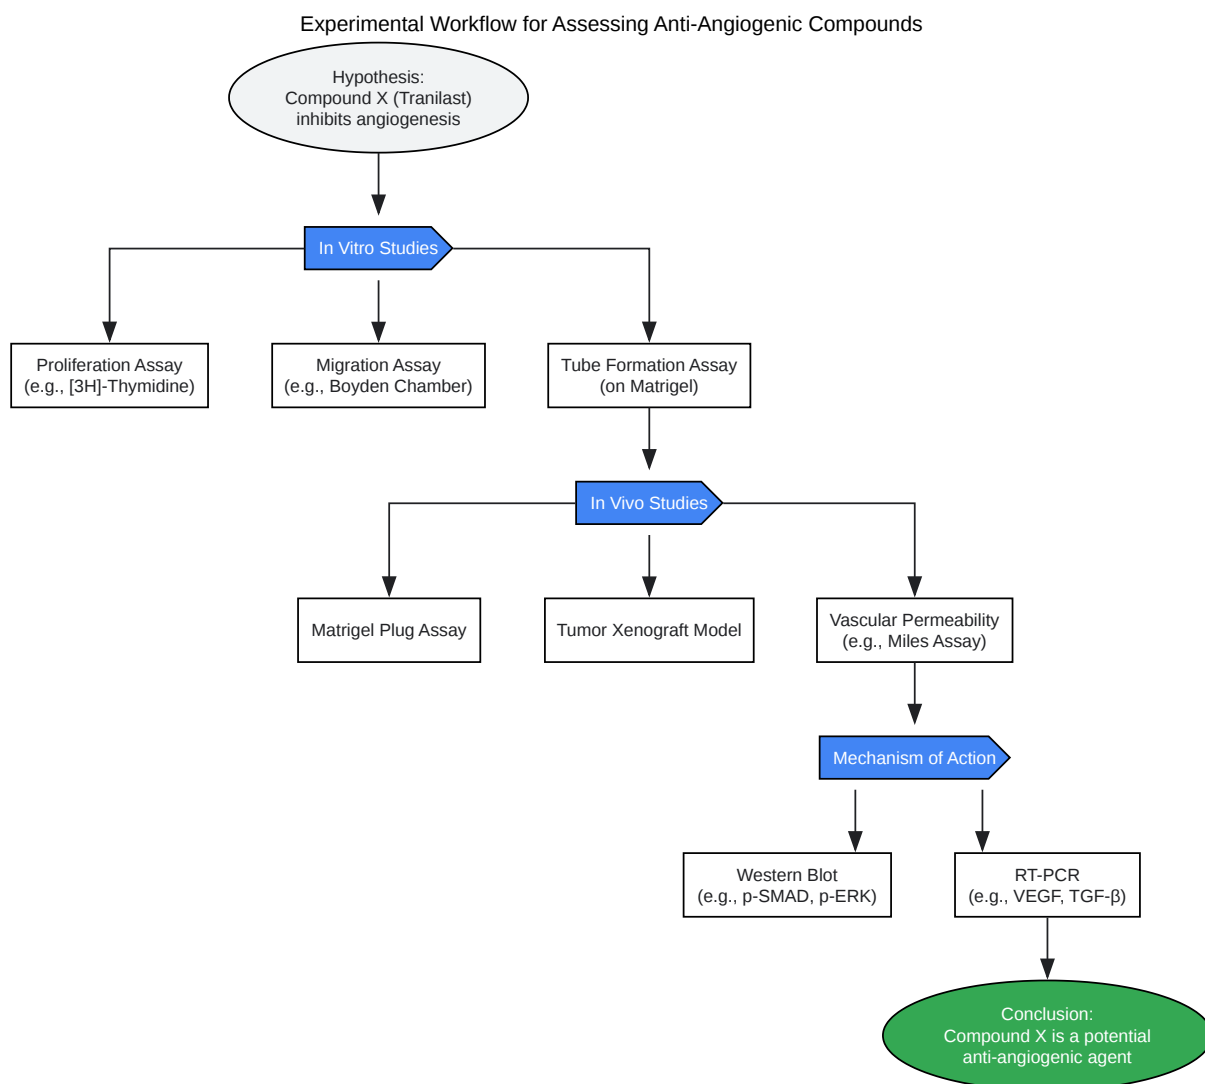 Experimental Workflow for Assessing Anti-Angiogenic Compounds
Hypothesis:
Compound X (Tranilast)
inhibits angiogenesis
In Vitro Studies
Proliferation Assay
(e.g., [3H]-Thymidine)
Migration Assay
(e.g., Boyden Chamber)
Tube Formation Assay
(on Matrigel)
In Vivo Studies
Matrigel Plug Assay
Tumor Xenograft Model
Vascular Permeability
(e.g., Miles Assay)
Mechanism of Action
Western Blot
(e.g., p-SMAD, p-ERK)
RT-PCR
(e.g., VEGF, TGF-β)
Conclusion:
Compound X is a potential
anti-angiogenic agent